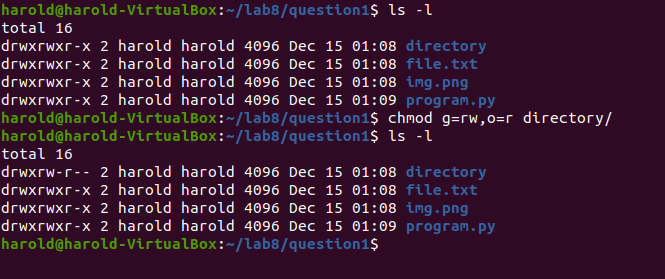 harold@harold-VirtualBox:~/lab8/question1$ ls -l
total 16
drwxrwxr-x 2 harold harold 4096 Dec 15 01:08 directory
drwxrwxr-x 2 harold harold 4096 Dec 15 01:08 file.txt
drwxrwxr-x 2 harold harold 4096 Dec 15 01:08 img.png
drwxrwxr-x 2 harold harold 4096 Dec 15 01:09 program.py
harold@harold-VirtualBox:~/lab8/question1$ chmod g=rw,o=r directory/
harold@harold-VirtualBox:~/lab8/question1$ ls -l
total 16
drwxrw-r-- 2 harold harold 4096 Dec 15 01:08 directory
drwxrwxr-x 2 harold harold 4096 Dec 15 01:08 file.txt
drwxrwxr-x 2 harold harold 4096 Dec 15 01:08 img.png
drwxrwxr-x 2 harold harold 4096 Dec 15 01:09 program.py
harold@harold-VirtualBox:~/lab8/question1$